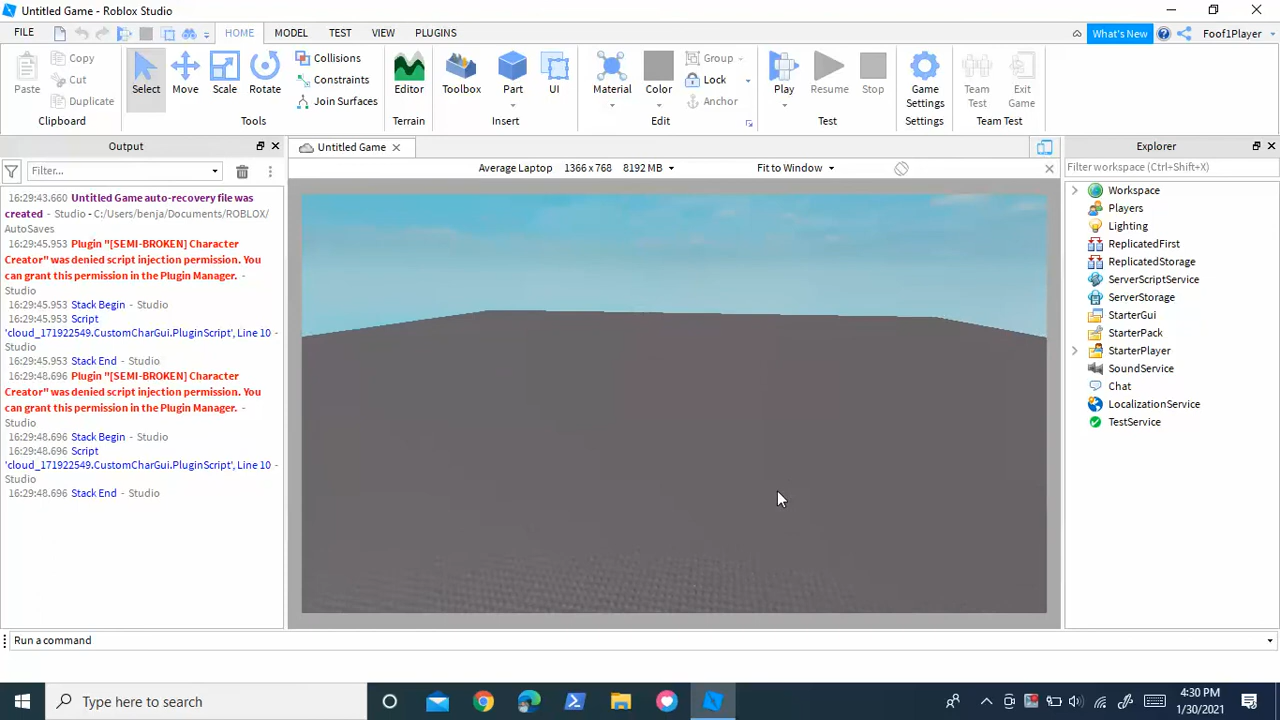 Untitled Game - Roblox Studio
FILE
HOME
MODEL
TEST
VIEW
PLUGINS
What's New
Foof1Player
Paste
Copy
Cut
Duplicate
Clipboard
Select
Move
Scale
Rotate
Collisions
Constraints
Join Surfaces
Tools
Editor
Terrain
Toolbox
Part
UI
Insert
Material
Color
Group
Lock
Anchor
Edit
Play
Resume
Stop
Test
Game
Settings
Settings
Team
Test
Exit
Game
Team Test
Output
Filter...
16:29:43.660 Untitled Game auto-recovery file was
created - Studio - C:/Users/benja/Documents/ROBLOX/
AutoSaves
16:29:45.953 Plugin "[SEMI-BROKEN] Character
Creator" was denied script injection permission. You
can grant this permission in the Plugin Manager. -
Studio
16:29:45.953 Stack Begin - Studio
16:29:45.953 Script
'cloud_171922549.CustomCharGui.PluginScript', Line 10 -
Studio
16:29:45.953 Stack End - Studio
16:29:48.696 Plugin "[SEMI-BROKEN] Character
Creator" was denied script injection permission. You
can grant this permission in the Plugin Manager. -
Studio
16:29:48.696 Stack Begin - Studio
16:29:48.696 Script
'cloud_171922549.CustomCharGui.PluginScript', Line 10 -
Studio
16:29:48.696 Stack End - Studio
Untitled Game
Average Laptop 1366 x 768 8192 MB
Fit to Window
Explorer
Filter workspace (Ctrl+Shift+X)
Workspace
Players
Lighting
ReplicatedFirst
ReplicatedStorage
ServerScriptService
ServerStorage
StarterGui
StarterPack
StarterPlayer
SoundService
Chat
LocalizationService
TestService
Run a command
Type here to search
4:30 PM
1/30/2021